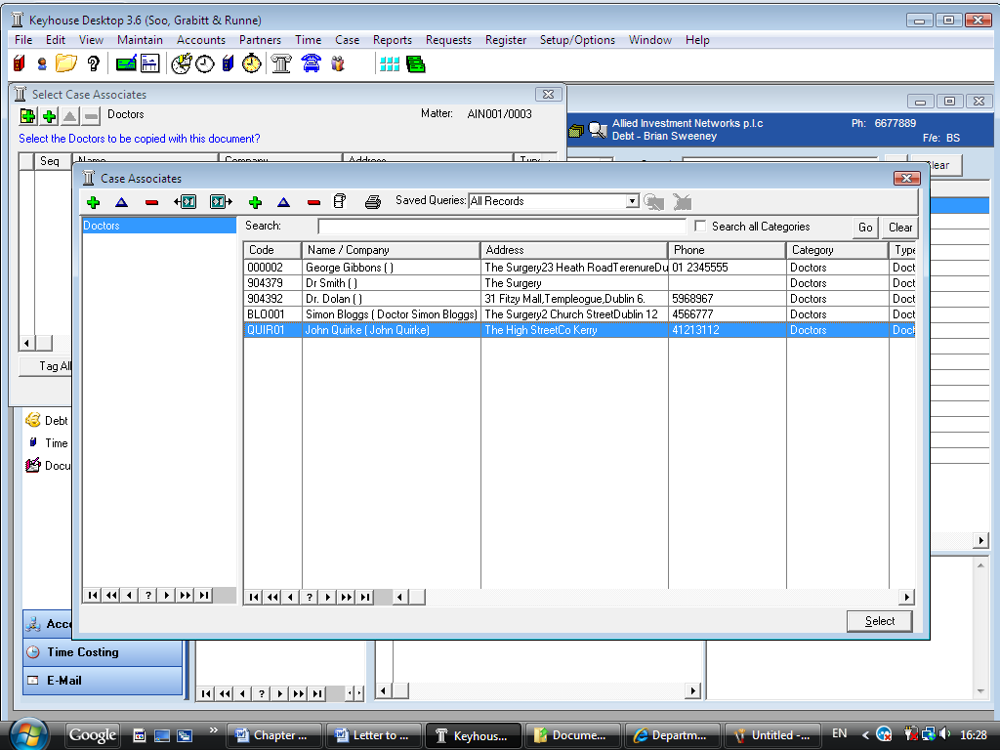 Keyhouse Desktop 3.6 (Soo, Grabitt & Runne)
File Edit View Maintain Accounts Partners Time Case Reports Requests Register Setup/Options Window Help
Select Case Associates
Doctors Matter: AIN001/0003
Select the Doctors to be copied with this document?
Allied Investment Networks p.l.c Ph: 6677889
Debt - Brian Sweeney F/e: BS
Seq Name Company Address Type
Clear
Case Associates
Saved Queries: All Records
Doctors
Search: Search all Categories Go Clear
Code Name / Company Address Phone Category Type
000002 George Gibbons ( ) The Surgery23 Heath RoadTerenureDu 01 2345555 Doctors Doct
904379 Dr Smith ( ) The Surgery Doctors Doct
904392 Dr. Dolan ( ) 31 Fitzy Mall,Templeogue,Dublin 6. 5968967 Doctors Doct
BLO001 Simon Bloggs ( Doctor Simon Bloggs) The Surgery2 Church StreetDublin 12 4566777 Doctors Doct
QUIR01 John Quirke ( John Quirke) The High StreetCo Kerry 41213112 Doctors Doct
Tag All
Debt
Time
Docu
?
?
Select
Acce
Time Costing
E-Mail
?
Google » Chapter ... Letter to ... Keyhous... Docume... Departm... Untitled -... EN < 16:28